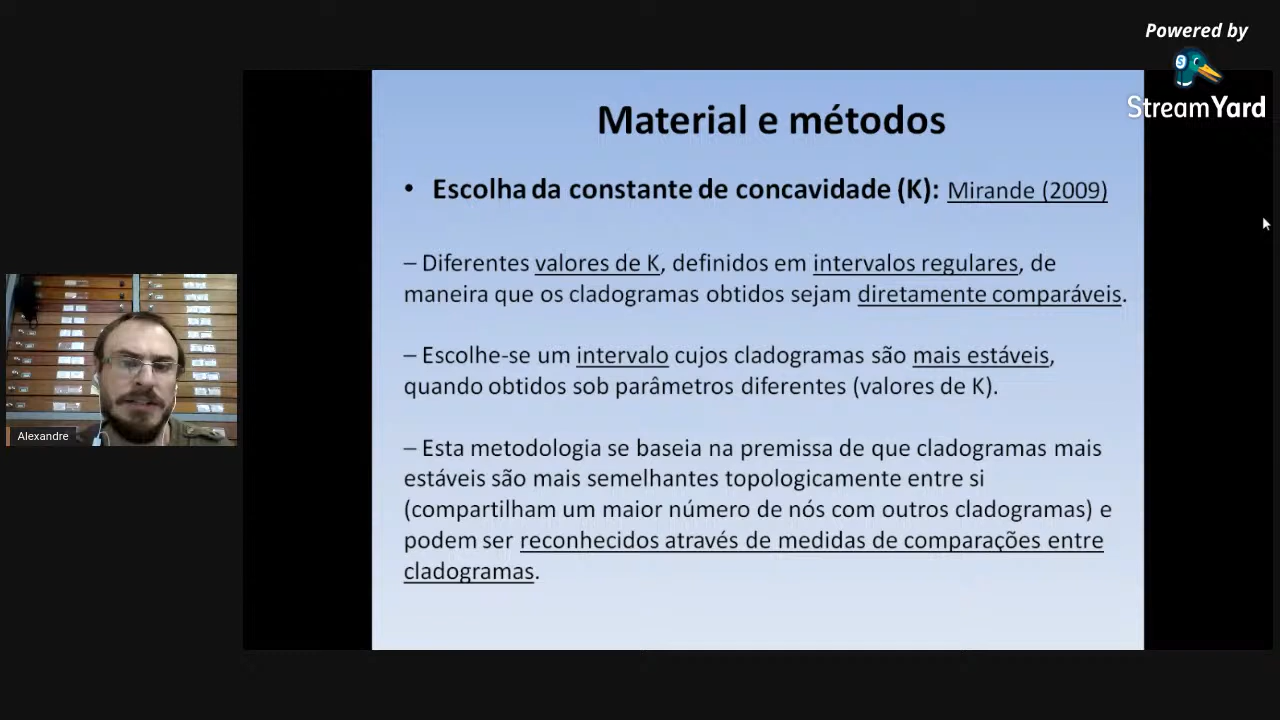 Powered by
StreamYard
Material e métodos
• Escolha da constante de concavidade (K): Mirande (2009)
– Diferentes valores de K, definidos em intervalos regulares, de
maneira que os cladogramas obtidos sejam diretamente comparáveis.
– Escolhe-se um intervalo cujos cladogramas são mais estáveis,
quando obtidos sob parâmetros diferentes (valores de K).
– Esta metodologia se baseia na premissa de que cladogramas mais
estáveis são mais semelhantes topologicamente entre si
(compartilham um maior número de nós com outros cladogramas) e
podem ser reconhecidos através de medidas de comparações entre
cladogramas.
Alexandre